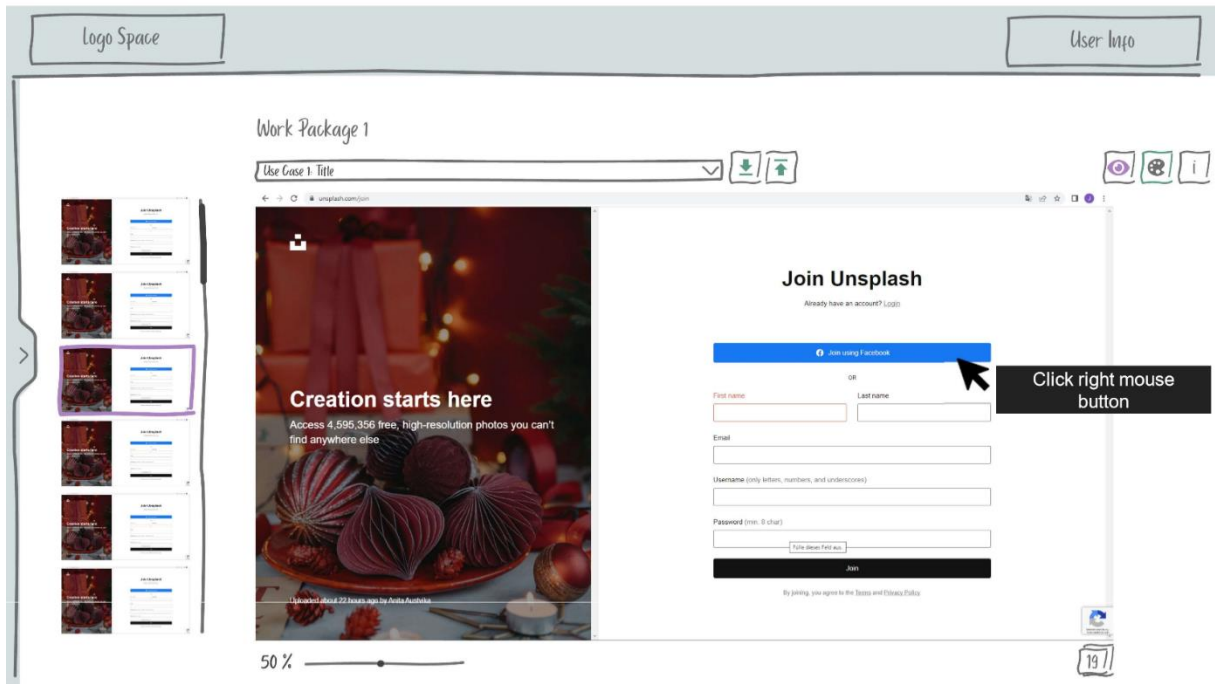 Logo Space
User Info
Work Package 1
Use Case 1: Title
i
unsplash.com/join
Join Unsplash
Already have an account? Login
Join using Facebook
OR
Click right mouse
button
Creation starts here
Access 4,595,356 free, high-resolution photos you can't
find anywhere else
First name
Last name
Email
Username (only letters, numbers, and underscores)
Password (min. 8 char)
Fülle dieses Feld aus.
Join
By joining, you agree to the Terms and Privacy Policy
Uploaded about 22 hours ago by Anita Austvika
50 %
19